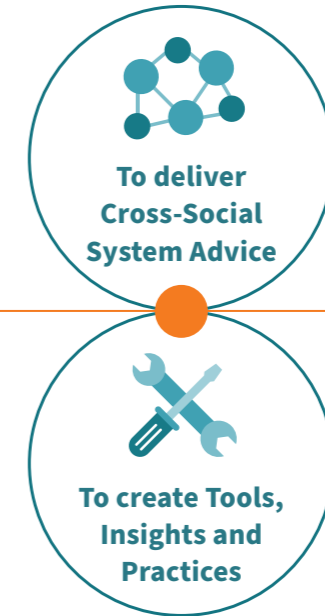 To deliver
Cross-Social
System Advice
To create Tools,
Insights and
Practices